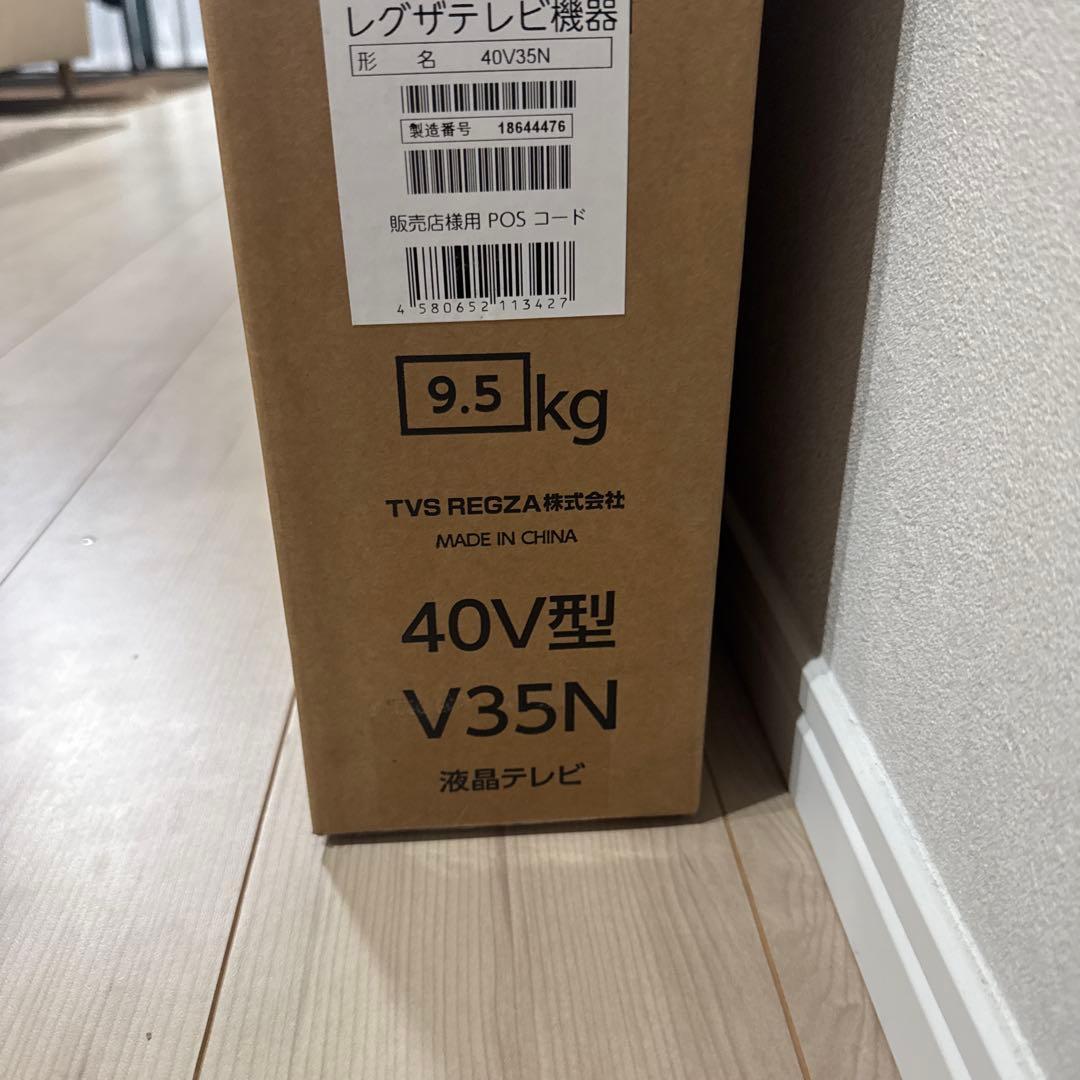 レグザテレビ機器
形 名 40V35N
製造番号 18644476
販売店様用 POS コード
4 580652 113427
9.5 kg
TVS REGZA株式会社
MADE IN CHINA
40V型
V35N
液晶テレビ